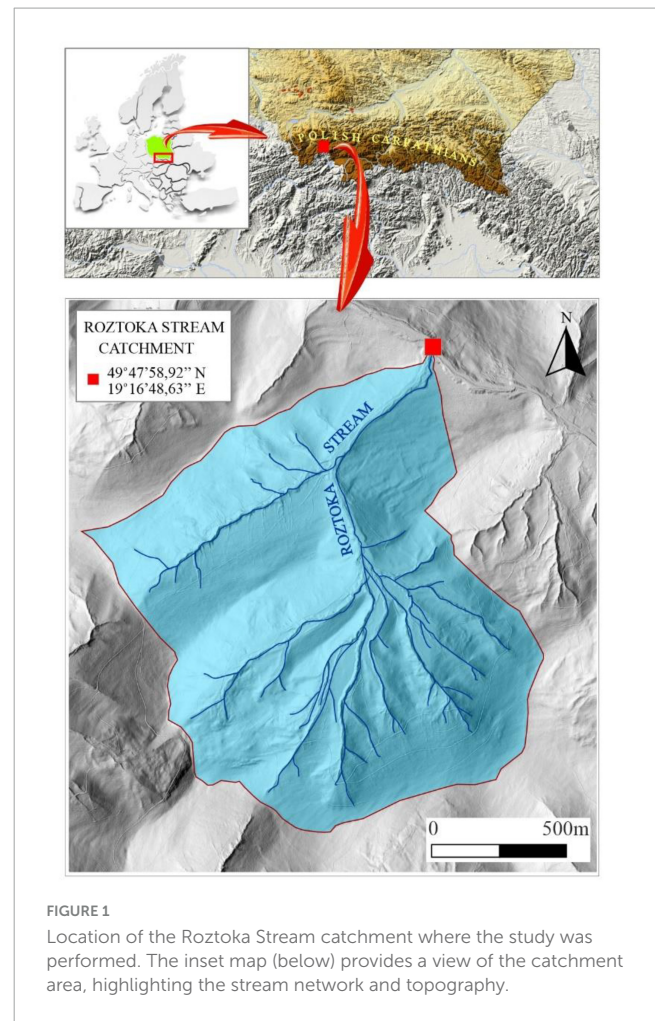 POLISH CARPATHIANS
ROZTOKA STREAM
CATCHMENT
49°47'58,92” N
19°16'48,63” E
N
STREAM
ROZTOKA
0 500m
FIGURE 1
Location of the Roztoka Stream catchment where the study was
performed. The inset map (below) provides a view of the catchment
area, highlighting the stream network and topography.